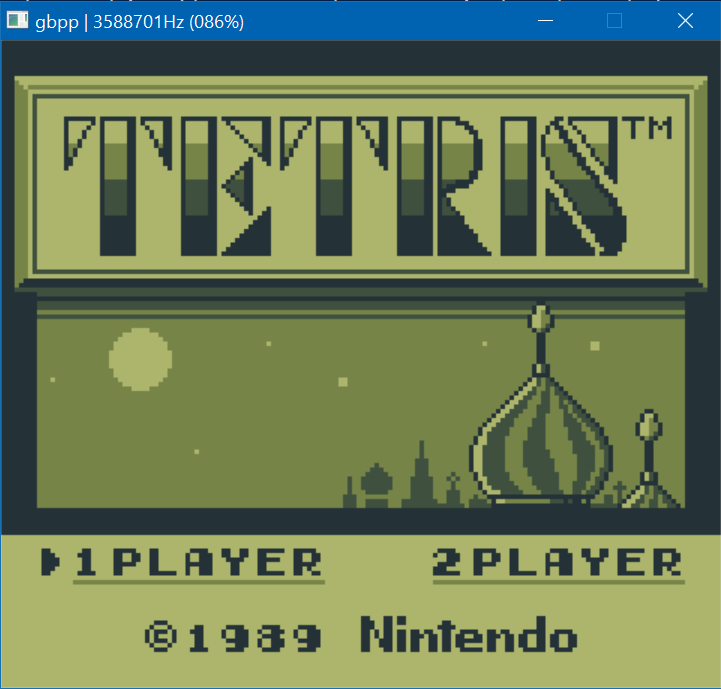 gbpp | 3588701Hz (086%)
TETRIS™
1PLAYER 2PLAYER
©1989 Nintendo